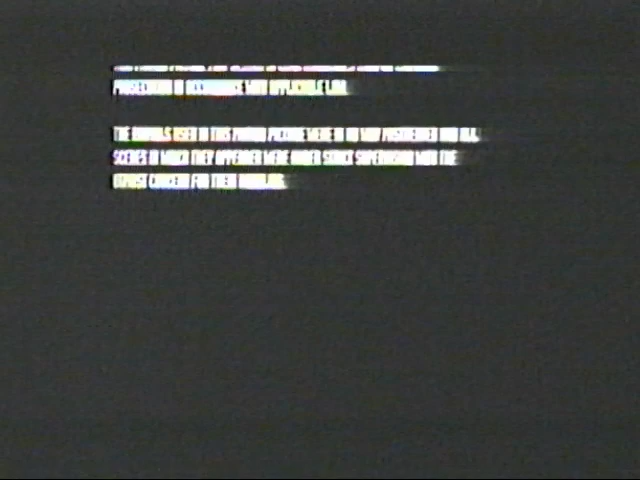 PROSECUTION IN ACCORDANCE WITH APPLICABLE LAW.
THE ANIMALS USED IN THIS MOTION PICTURE WERE IN NO WAY MISTREATED AND ALL
SCENES IN WHICH THEY APPEARED WERE UNDER STRICT SUPERVISION WITH THE
UTMOST CONCERN FOR THEIR HANDLING.